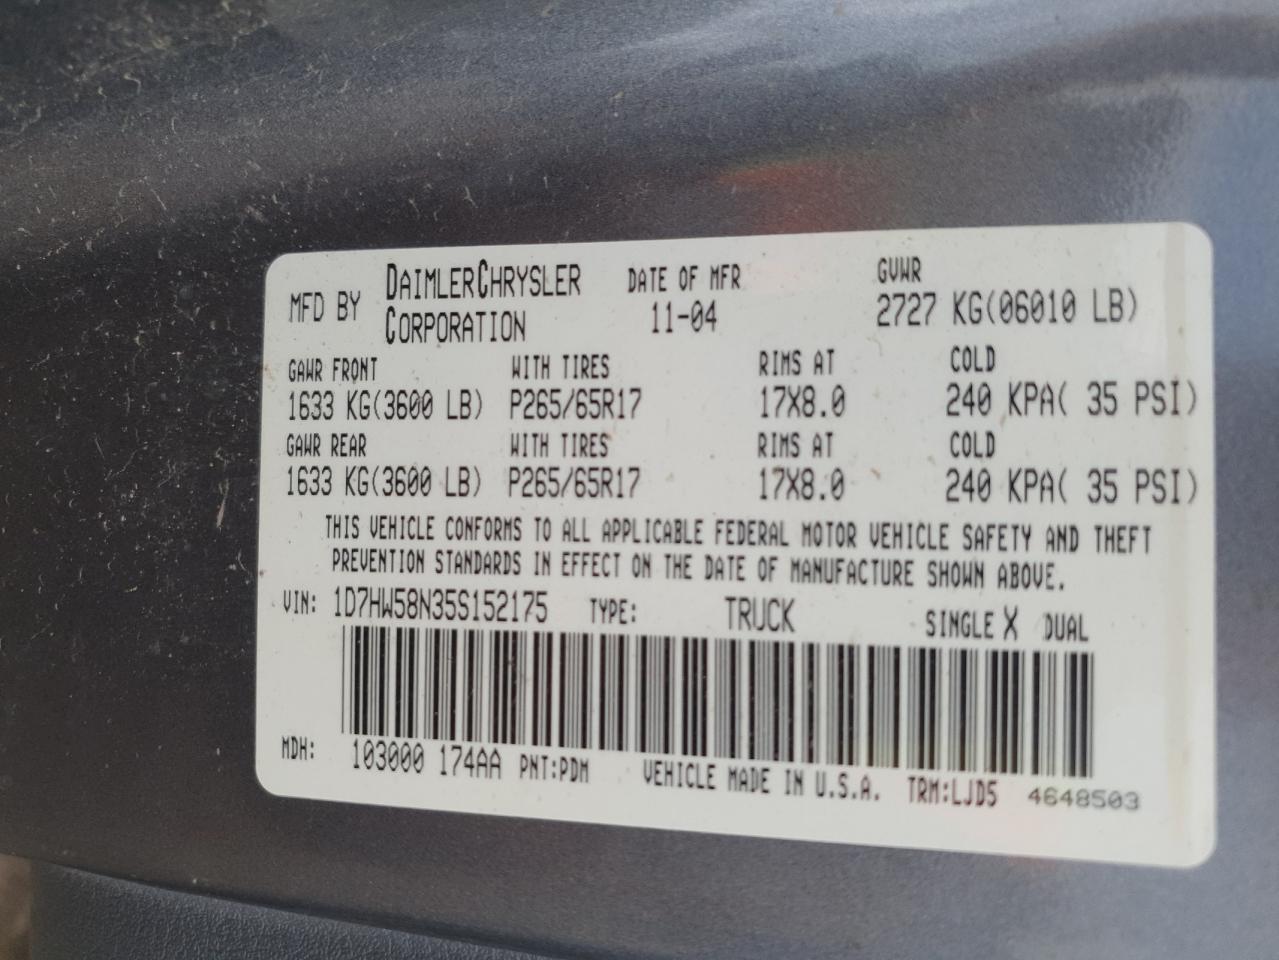 MFD BY DAIMLERCHRYSLER CORPORATION DATE OF MFR 11-04 GVWR 2727 KG(06010 LB)
GAWR FRONT WITH TIRES RIMS AT COLD
1633 KG(3600 LB) P265/65R17 17X8.0 240 KPA( 35 PSI)
GAWR REAR WITH TIRES RIMS AT COLD
1633 KG(3600 LB) P265/65R17 17X8.0 240 KPA( 35 PSI)
THIS VEHICLE CONFORMS TO ALL APPLICABLE FEDERAL MOTOR VEHICLE SAFETY AND THEFT
PREVENTION STANDARDS IN EFFECT ON THE DATE OF MANUFACTURE SHOWN ABOVE.
VIN: 1D7HW58N35S152175 TYPE: TRUCK SINGLE X DUAL
MDH: 103000 174AA PNT:PDM VEHICLE MADE IN U.S.A. TRM:LJD5 4648503